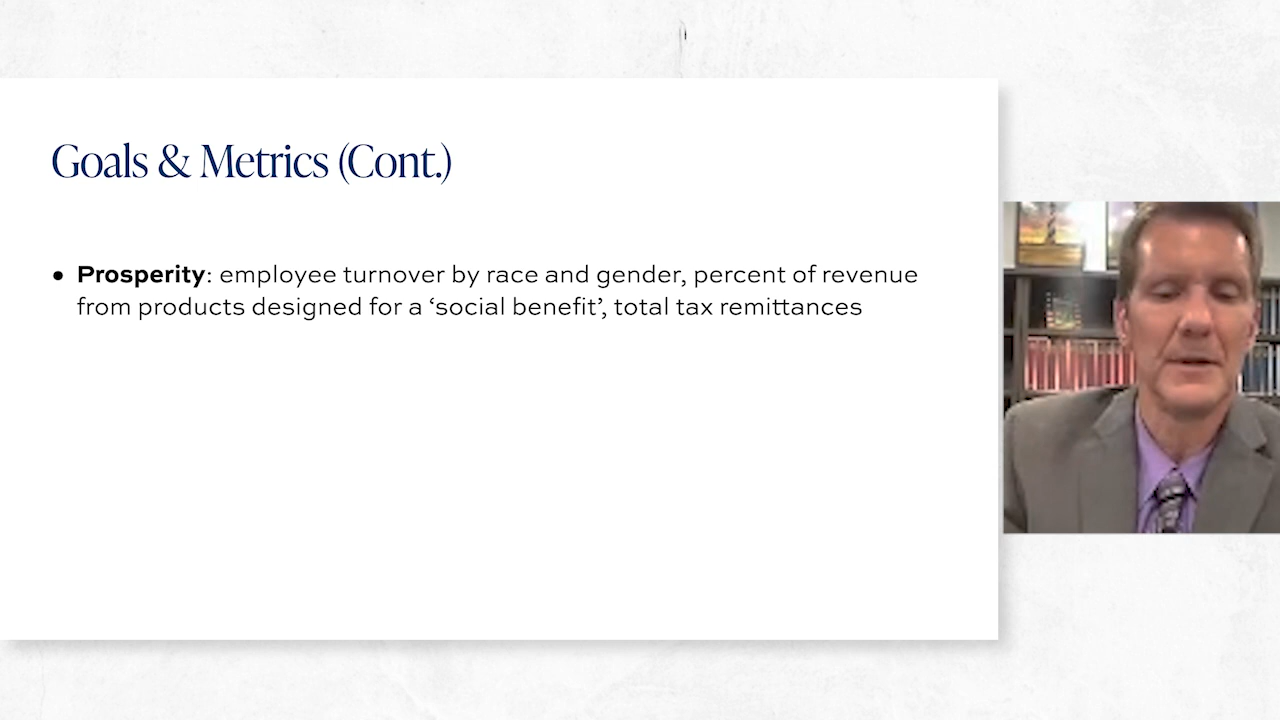 Goals & Metrics (Cont.)
• Prosperity: employee turnover by race and gender, percent of revenue
from products designed for a ‘social benefit’, total tax remittances